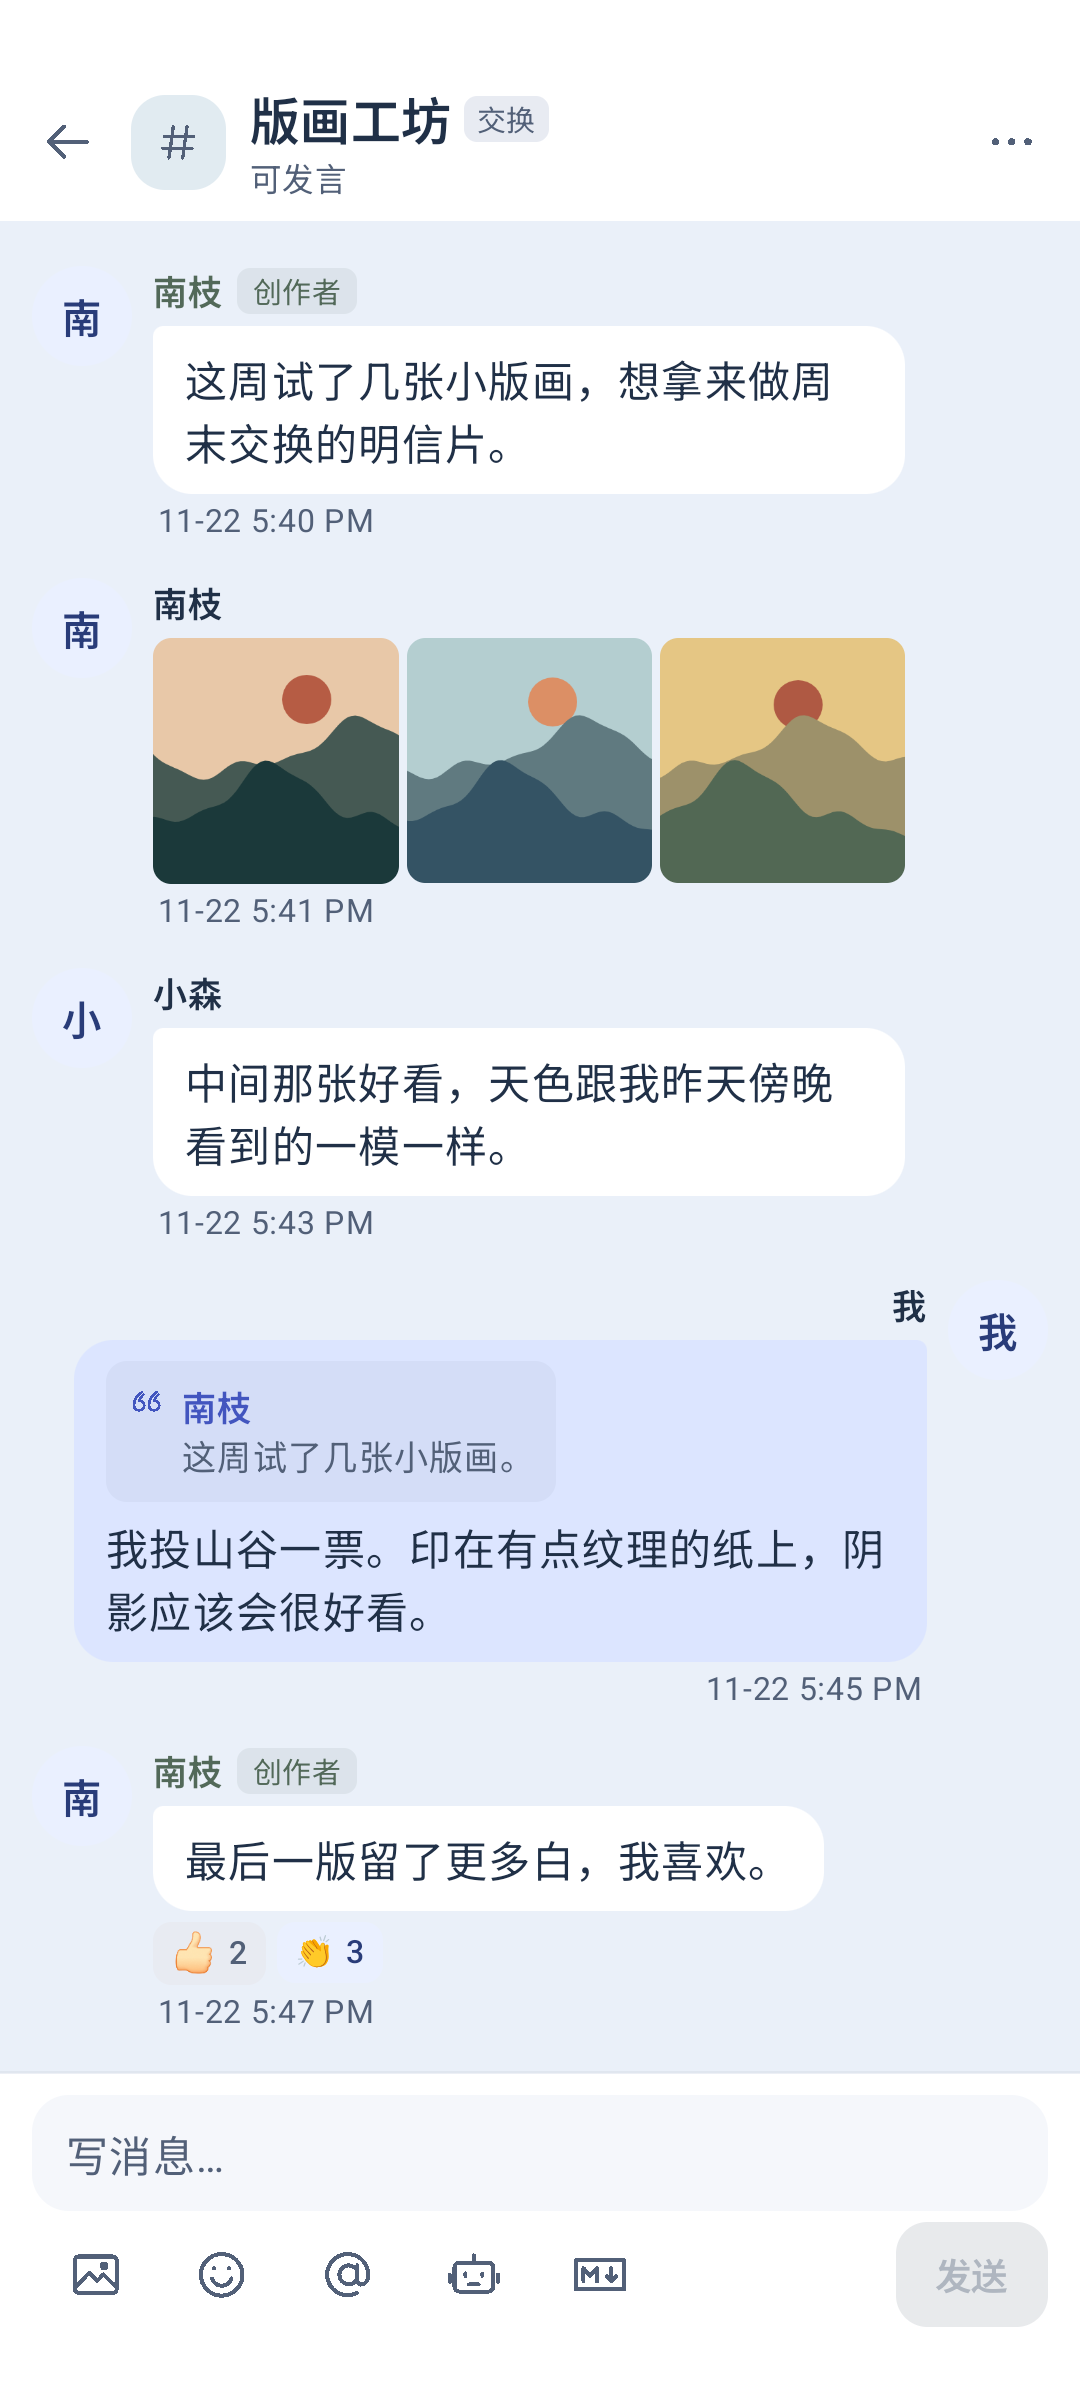 版画工坊 交换
可发言
南
南枝 创作者
这周试了几张小版画，想拿来做周
末交换的明信片。
11-22 5:40 PM
南
南枝
11-22 5:41 PM
小
小森
中间那张好看，天色跟我昨天傍晚
看到的一模一样。
11-22 5:43 PM
我
我
南枝
这周试了几张小版画。
我投山谷一票。印在有点纹理的纸上，阴
影应该会很好看。
11-22 5:45 PM
南
南枝 创作者
最后一版留了更多白，我喜欢。
👍 2 👏 3
11-22 5:47 PM
写消息...
发送